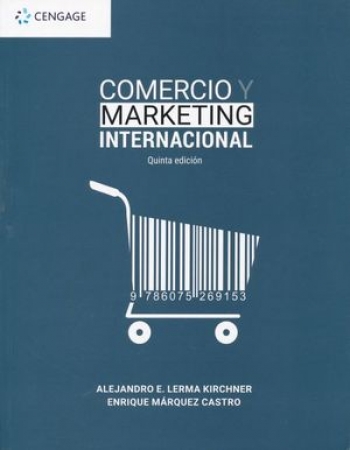 CENGAGE
COMERCIO Y
MARKETING
INTERNACIONAL
Quinta edición
9 786075 269153
ALEJANDRO E. LERMA KIRCHNER
ENRIQUE MÁRQUEZ CASTRO